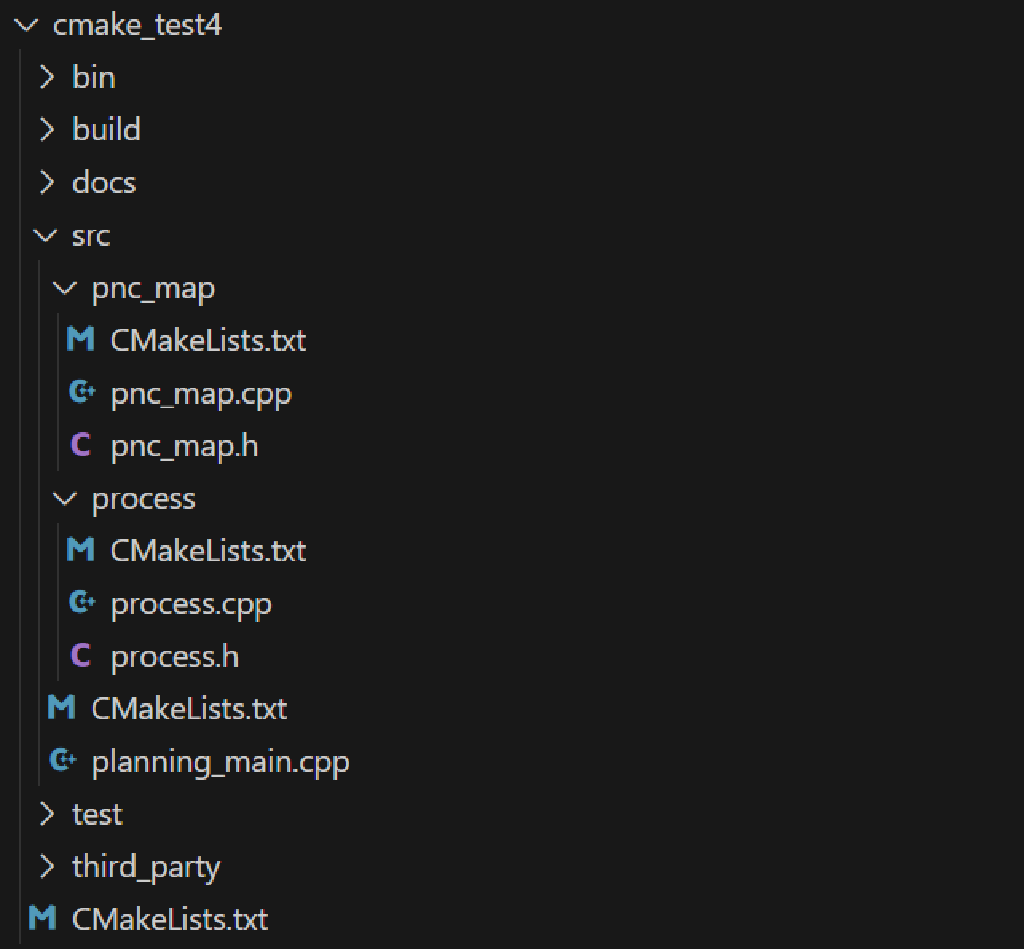 cmake_test4
bin
build
docs
src
pnc_map
M CMakeLists.txt
C++ pnc_map.cpp
C pnc_map.h
process
M CMakeLists.txt
C++ process.cpp
C process.h
M CMakeLists.txt
C++ planning_main.cpp
test
third_party
M CMakeLists.txt